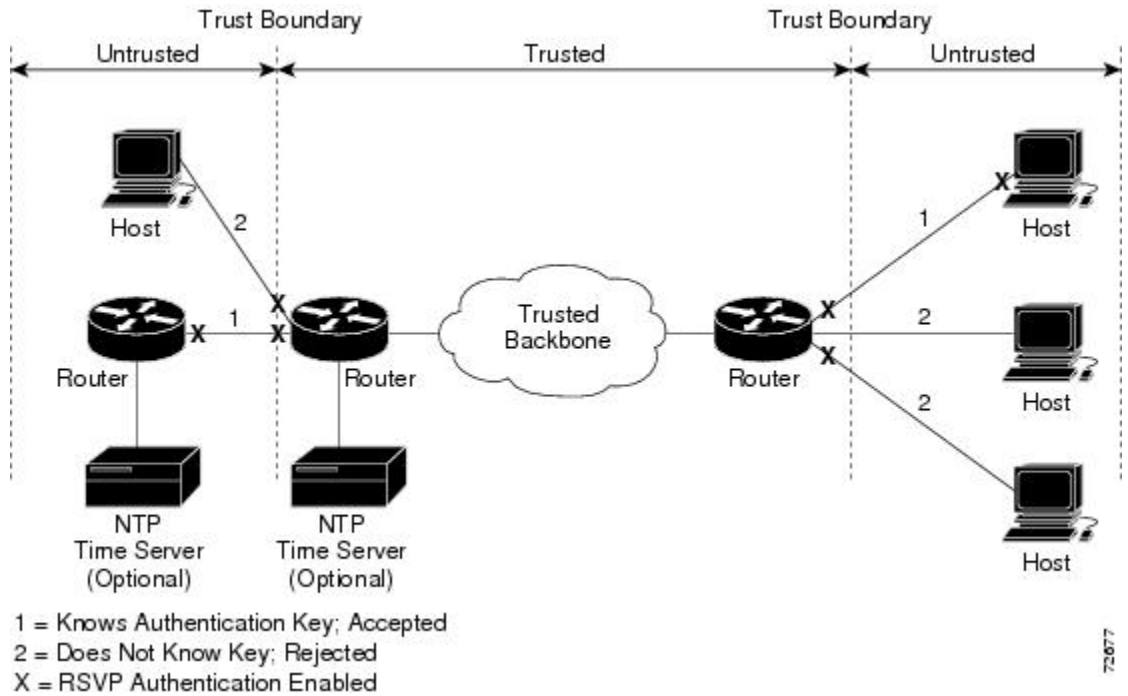 Trust Boundary
Trust Boundary
Untrusted
Trusted
Untrusted
Host
2
X
X
1
X
Router
Router
Trusted
Backbone
Router
X
X
1
X
Host
2
Host
2
Host
NTP
Time Server
(Optional)
NTP
Time Server
(Optional)
1 = Knows Authentication Key; Accepted
2 = Does Not Know Key; Rejected
X = RSVP Authentication Enabled
72677